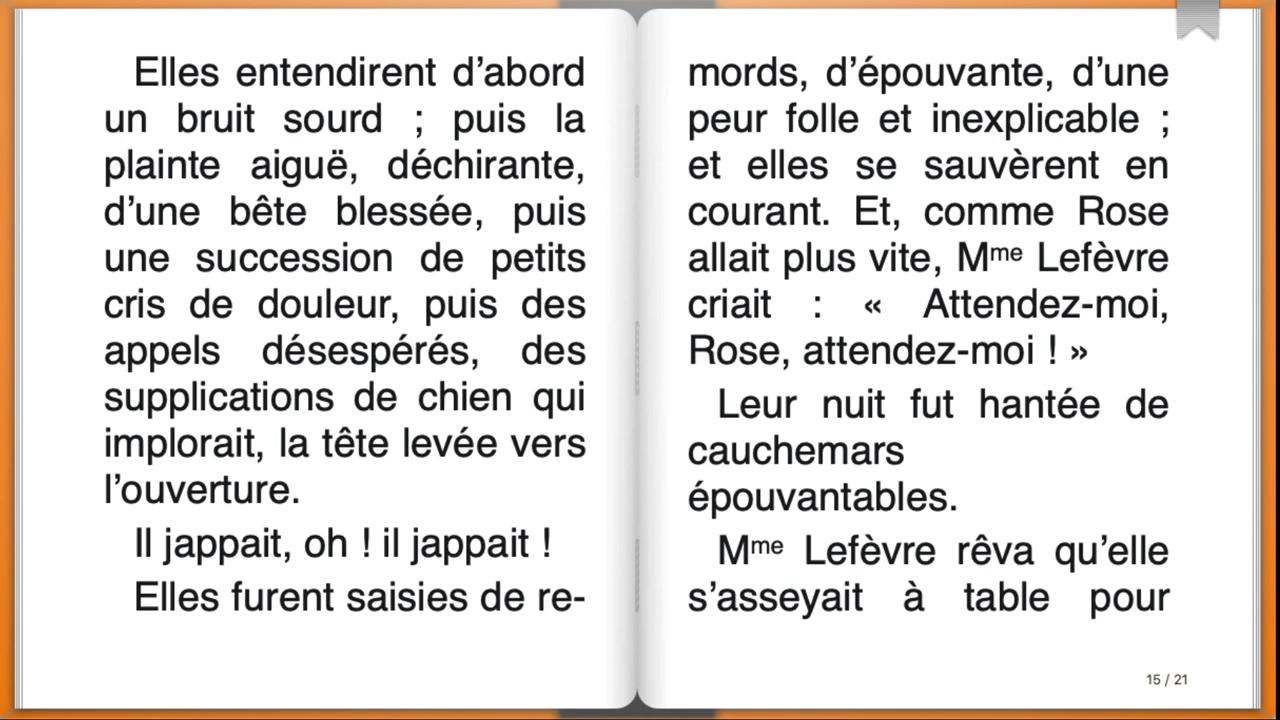 Elles entendirent d’abord
un bruit sourd ; puis la
plainte aiguë, déchirante,
d’une bête blessée, puis
une succession de petits
cris de douleur, puis des
appels désespérés, des
supplications de chien qui
implorait, la tête levée vers
l’ouverture.
Il jappait, oh ! il jappait !
Elles furent saisies de re-
mords, d’épouvante, d’une
peur folle et inexplicable ;
et elles se sauvèrent en
courant. Et, comme Rose
allait plus vite, Mme Lefèvre
criait : « Attendez-moi,
Rose, attendez-moi ! »
Leur nuit fut hantée de
cauchemars
épouvantables.
Mme Lefèvre rêva qu’elle
s’asseyait à table pour
15 / 21